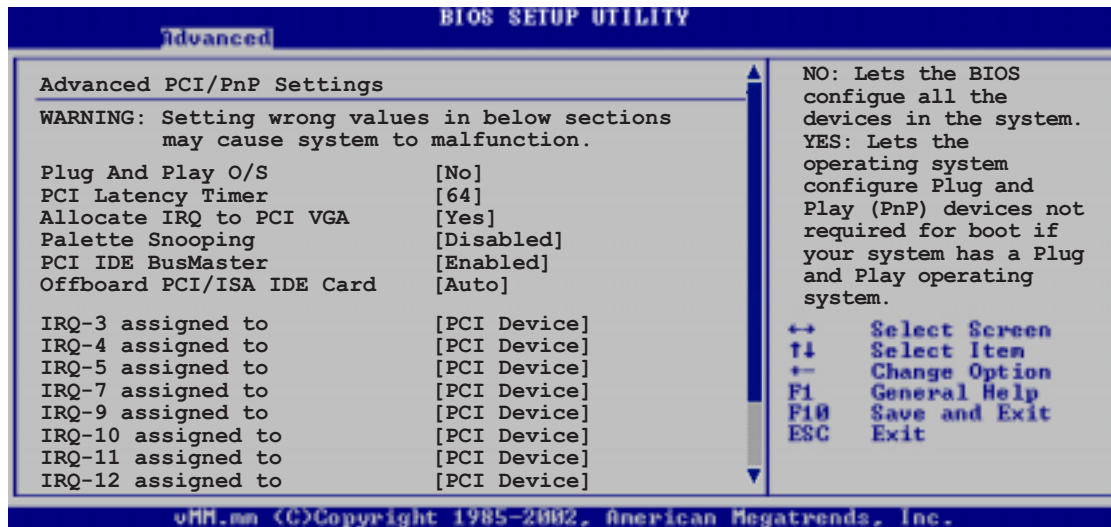 BIOS SETUP UTILITY
Advanced
Advanced PCI/PnP Settings
WARNING: Setting wrong values in below sections
may cause system to malfunction.
Plug And Play O/S [No]
PCI Latency Timer [64]
Allocate IRQ to PCI VGA [Yes]
Palette Snooping [Disabled]
PCI IDE BusMaster [Enabled]
Offboard PCI/ISA IDE Card [Auto]
IRQ-3 assigned to [PCI Device]
IRQ-4 assigned to [PCI Device]
IRQ-5 assigned to [PCI Device]
IRQ-7 assigned to [PCI Device]
IRQ-9 assigned to [PCI Device]
IRQ-10 assigned to [PCI Device]
IRQ-11 assigned to [PCI Device]
IRQ-12 assigned to [PCI Device]
NO: Lets the BIOS
configue all the
devices in the system.
YES: Lets the
operating system
configure Plug and
Play (PnP) devices not
required for boot if
your system has a Plug
and Play operating
system.
←→ Select Screen
↑↓ Select Item
+- Change Option
F1 General Help
F10 Save and Exit
ESC Exit
vMM.mm (C)Copyright 1985-2002, American Megatrends, Inc.